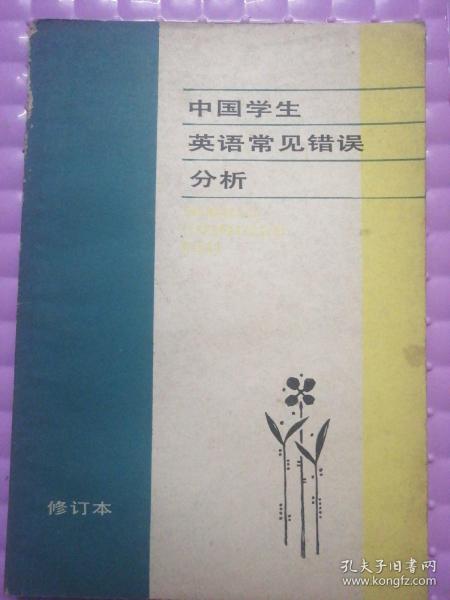 中国学生
英语常见错误
分析
修订本
孔夫子旧书网
www.kongfz.com